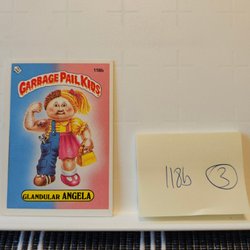 118b
GARBAGE PAIL KIDS
GLANDULAR ANGELA
118b 3